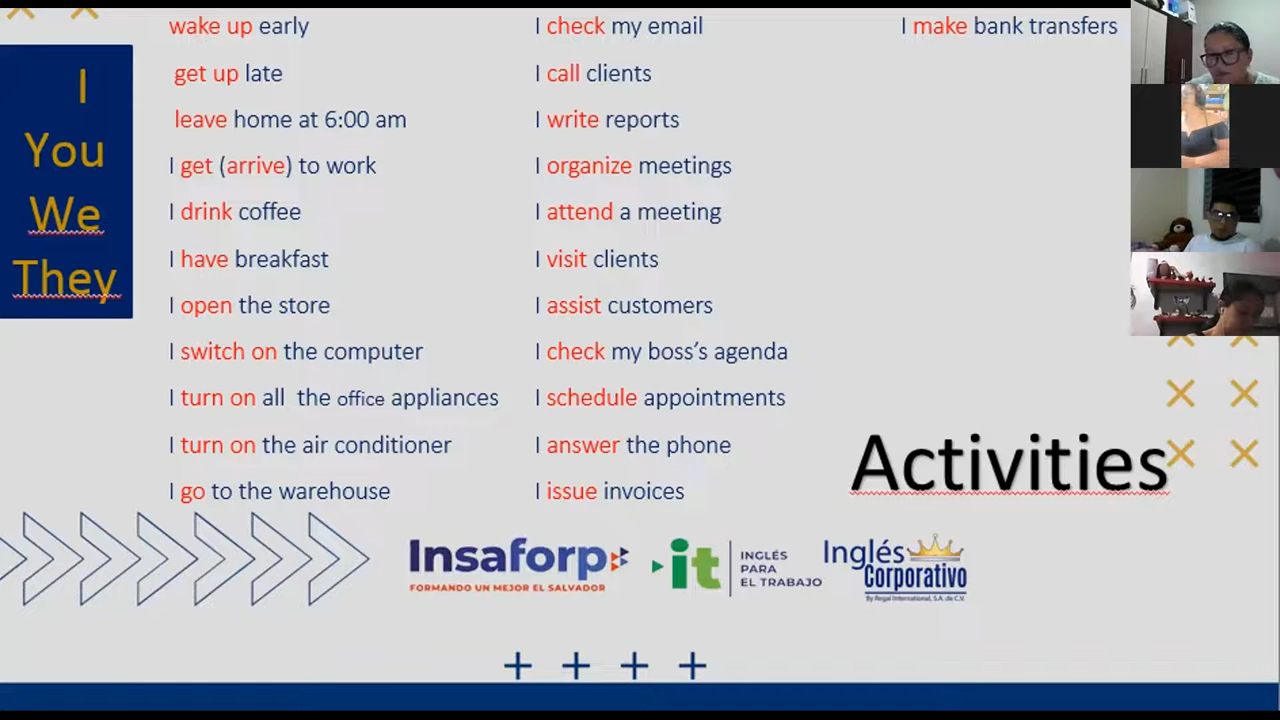 I
You
We
They
wake up early
get up late
leave home at 6:00 am
I get (arrive) to work
I drink coffee
I have breakfast
I open the store
I switch on the computer
I turn on all the office appliances
I turn on the air conditioner
I go to the warehouse
I check my email
I call clients
I write reports
I organize meetings
I attend a meeting
I visit clients
I assist customers
I check my boss’s agenda
I schedule appointments
I answer the phone
I issue invoices
I make bank transfers
Activities
Insaforp
FORMANDO UN MEJOR EL SALVADOR
it
INGLÉS
PARA
EL TRABAJO
Inglés
Corporativo
By Regal International, S.A. de C.V.